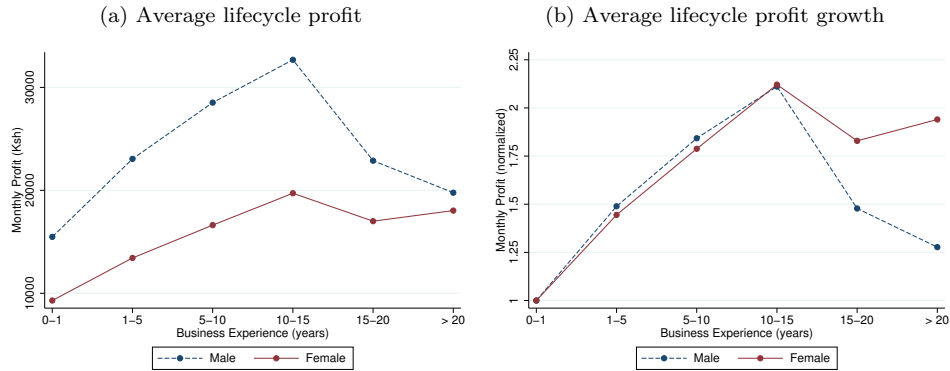 (a) Average lifecycle profit
Monthly Profit (Ksh)
30000
20000
10000
0−1 1−5 5−10 10−15 15−20 > 20
Business Experience (years)
Male Female
(b) Average lifecycle profit growth
Monthly Profit (normalized)
2.25
2
1.75
1.5
1.25
1
0−1 1−5 5−10 10−15 15−20 > 20
Business Experience (years)
Male Female